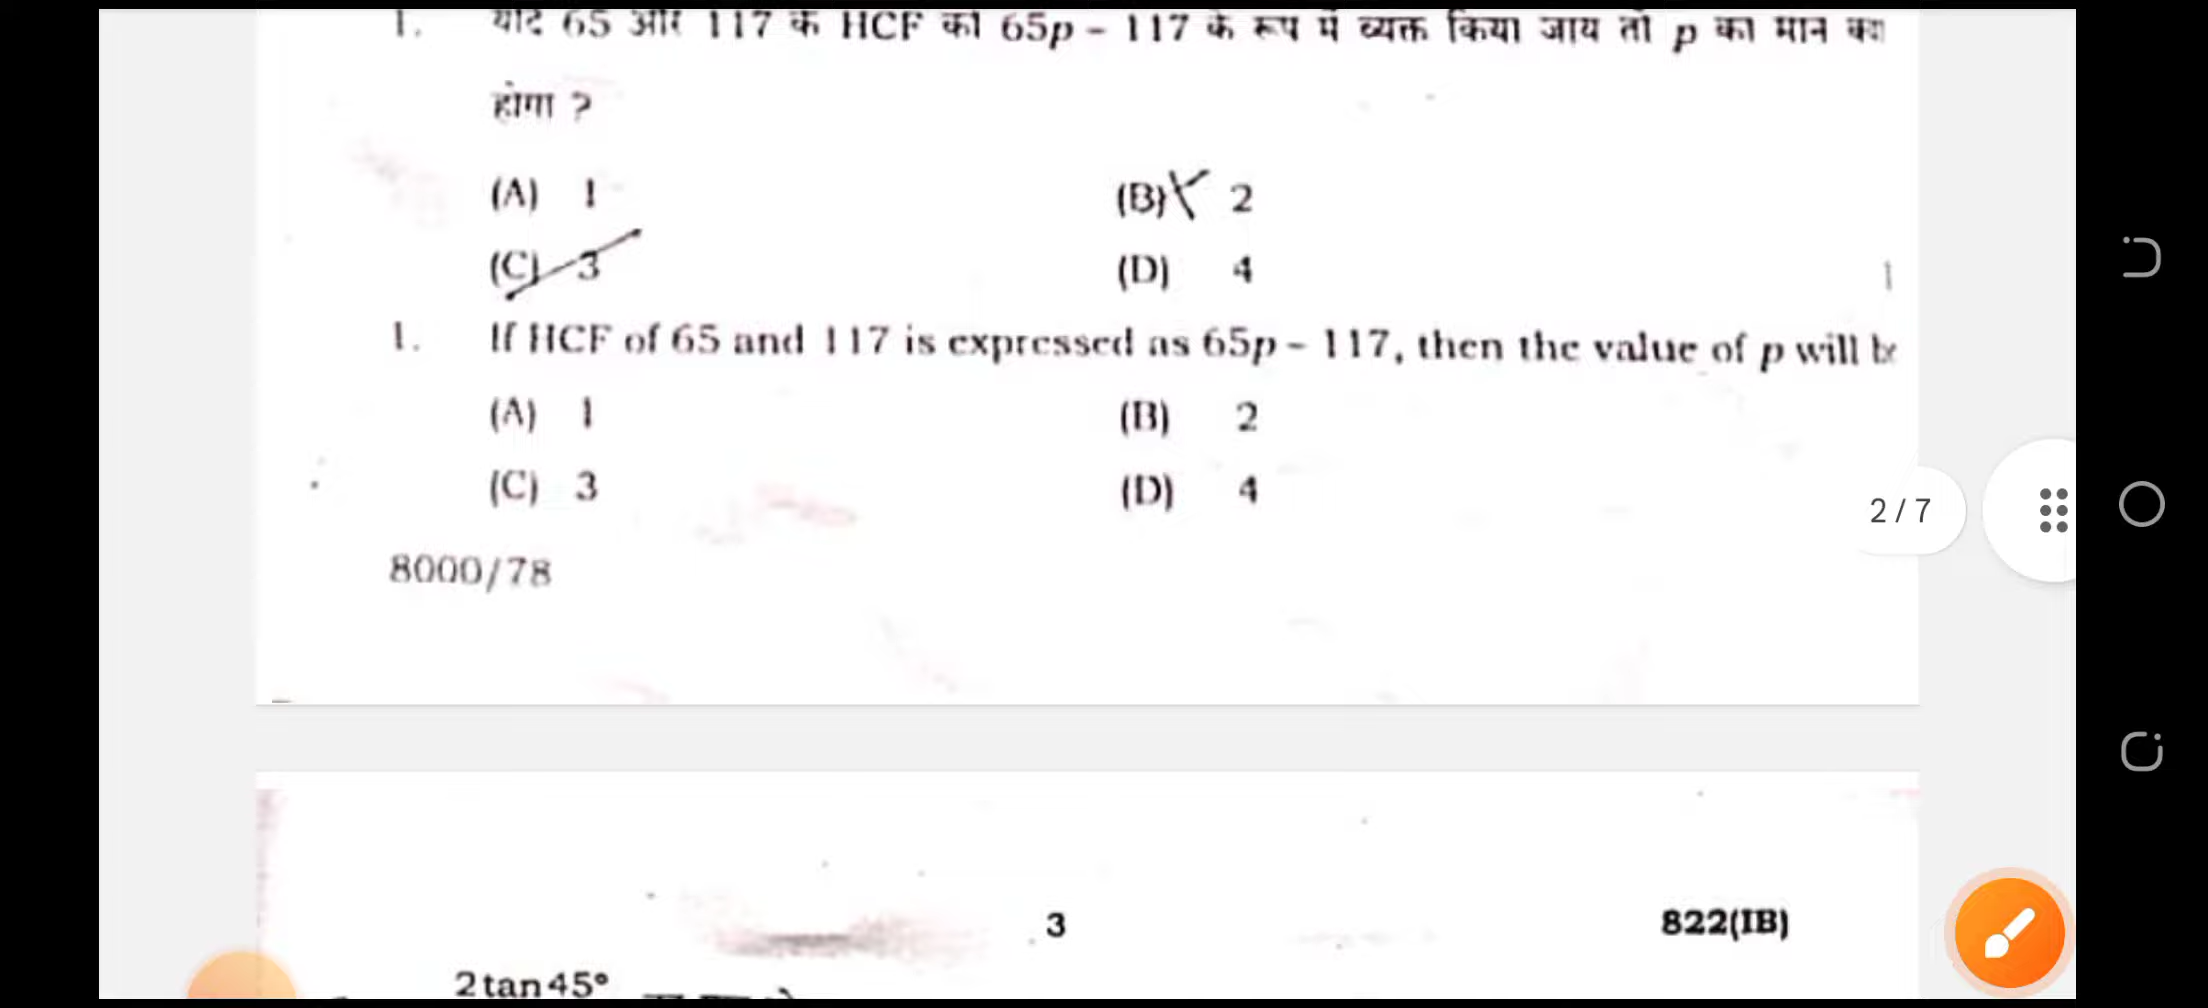 1. यदि 65 और 117 के HCF को 65p - 117 के रूप में व्यक्त किया जाय तो p का मान क्या
होगा ?
(A) 1 (B) 2
(C) 3 (D) 4
1
1. If HCF of 65 and 117 is expressed as 65p - 117, then the value of p will be
(A) 1 (B) 2
(C) 3 (D) 4
2 / 7
8000/78
3 822(IB)
2 tan 45°